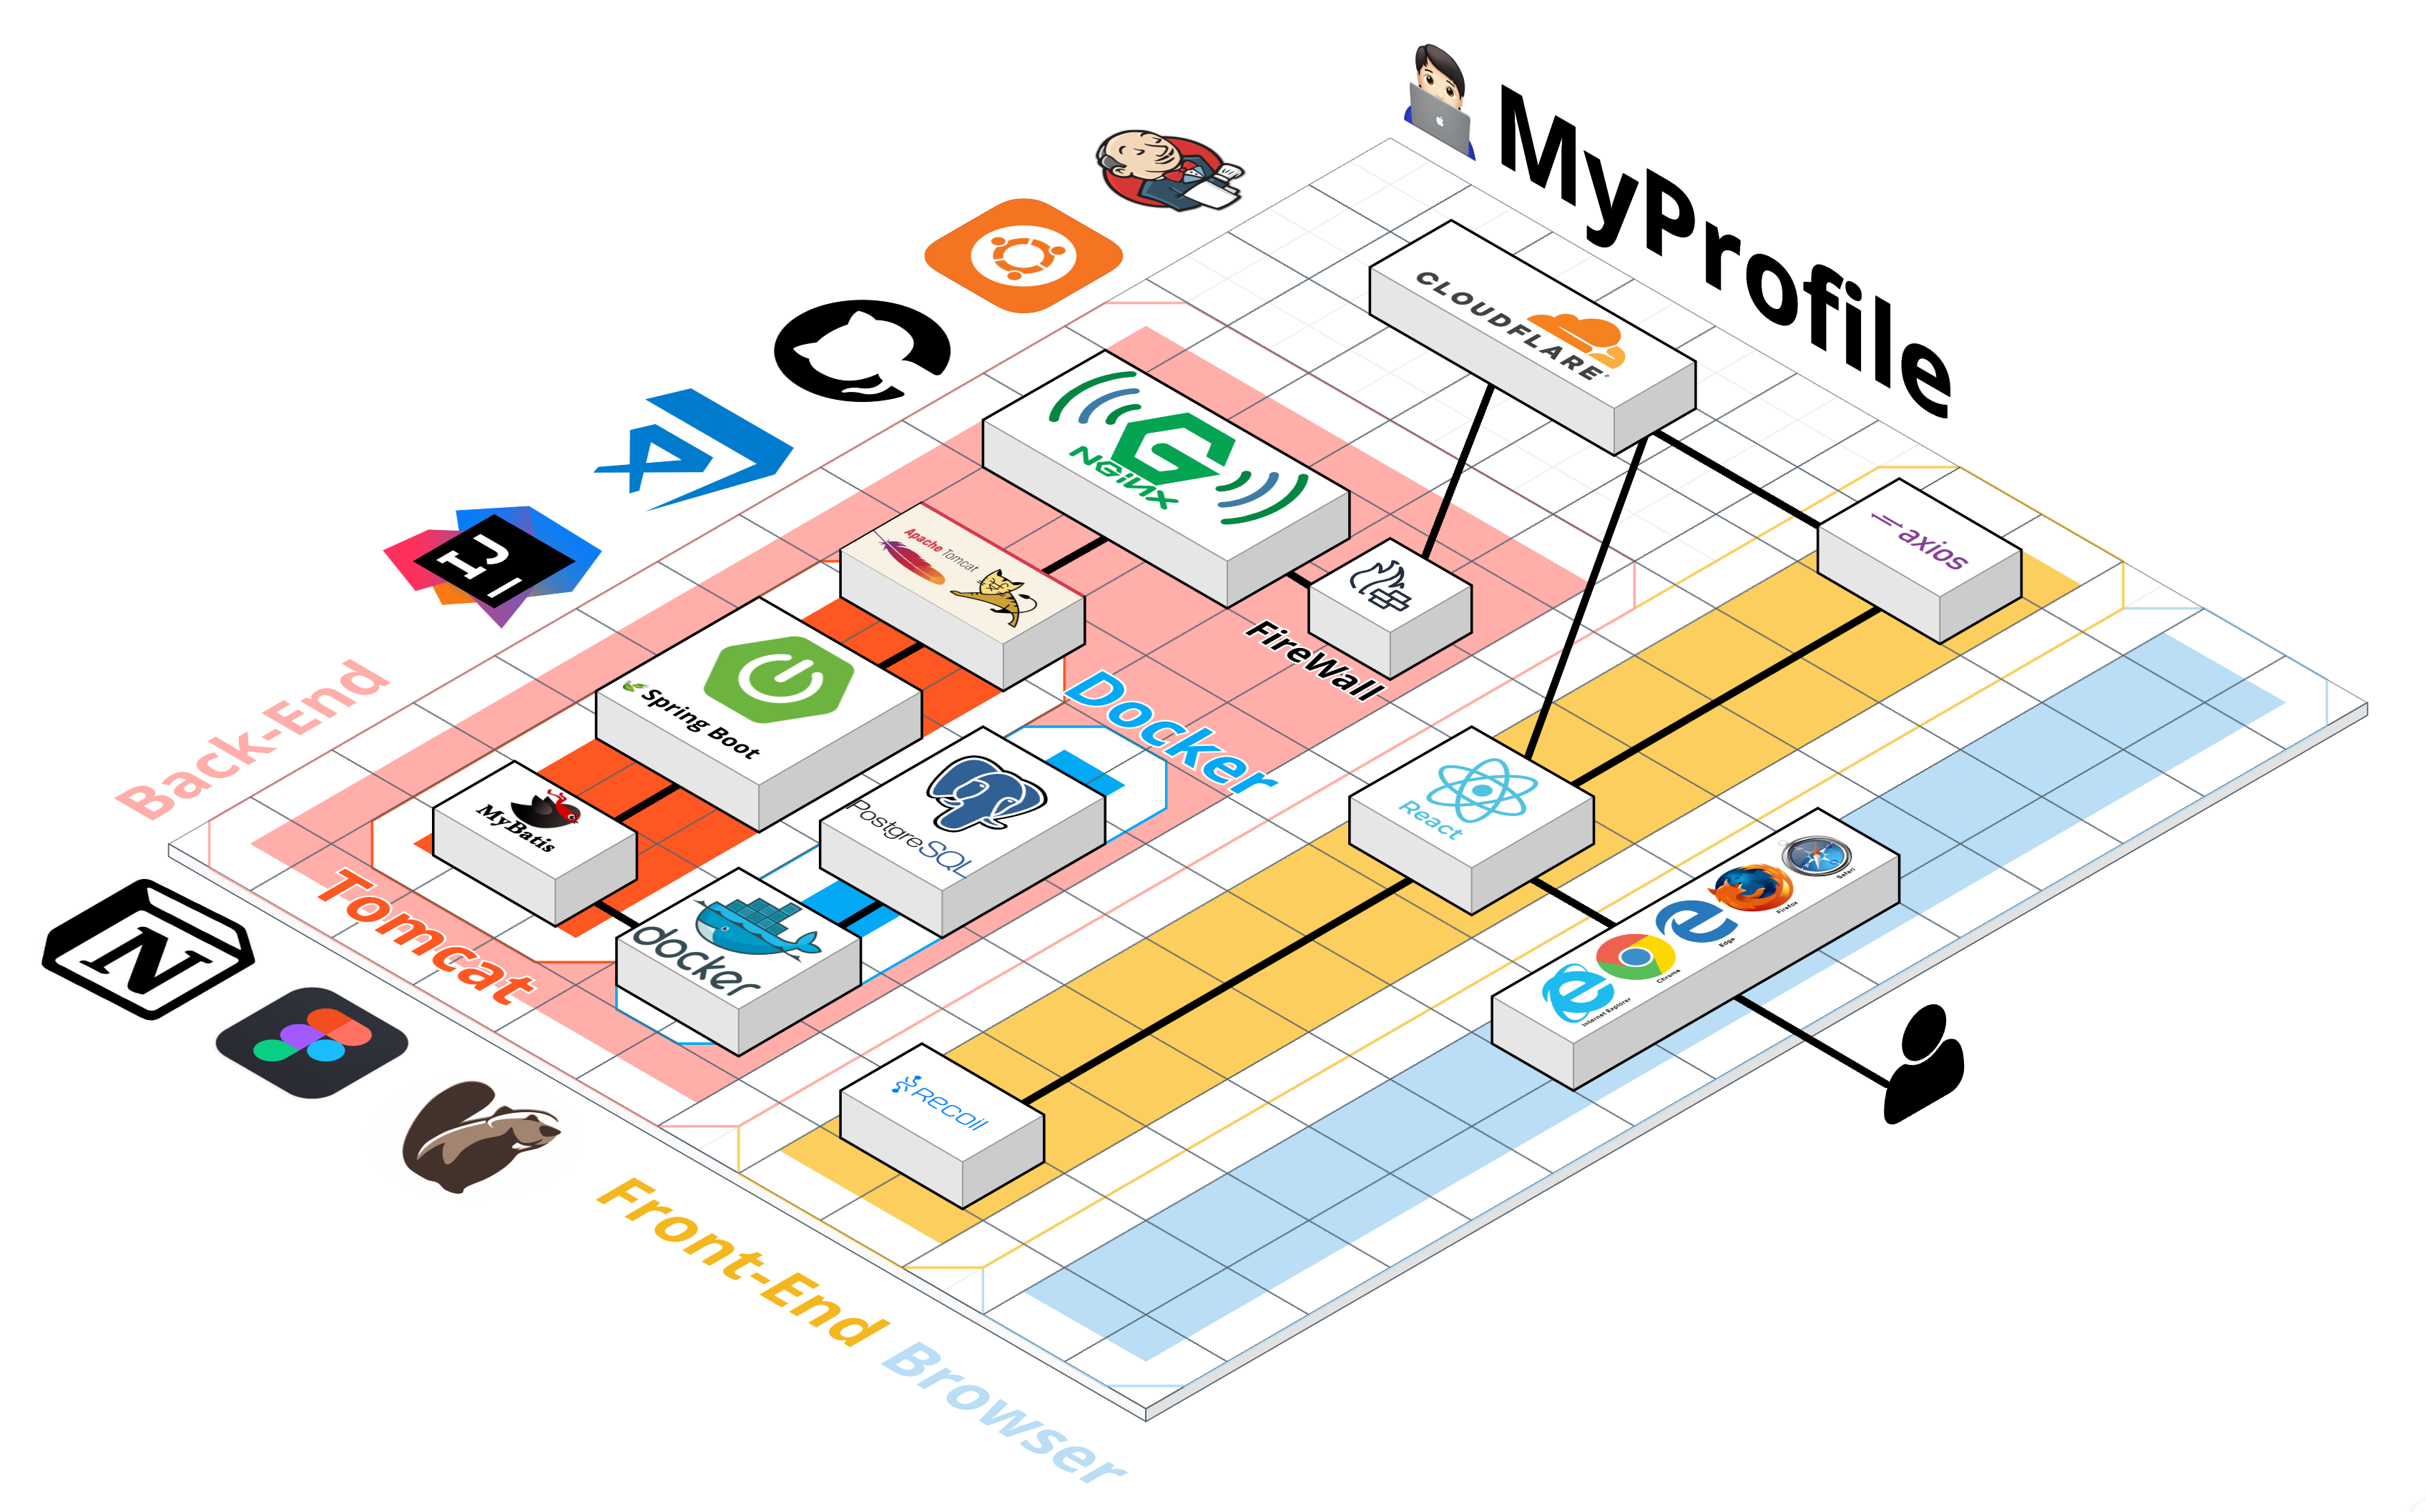 MyProfile
CLOUDFLARE
NGiNX
axios
Apache Tomcat
FireWall
Spring Boot
Docker
Back-End
MyBatis
PostgreSQL
React
Safari
Firefox
Edge
Chrome
Internet Explorer
docker
Tomcat
N
Recoil
Front-End
Browser